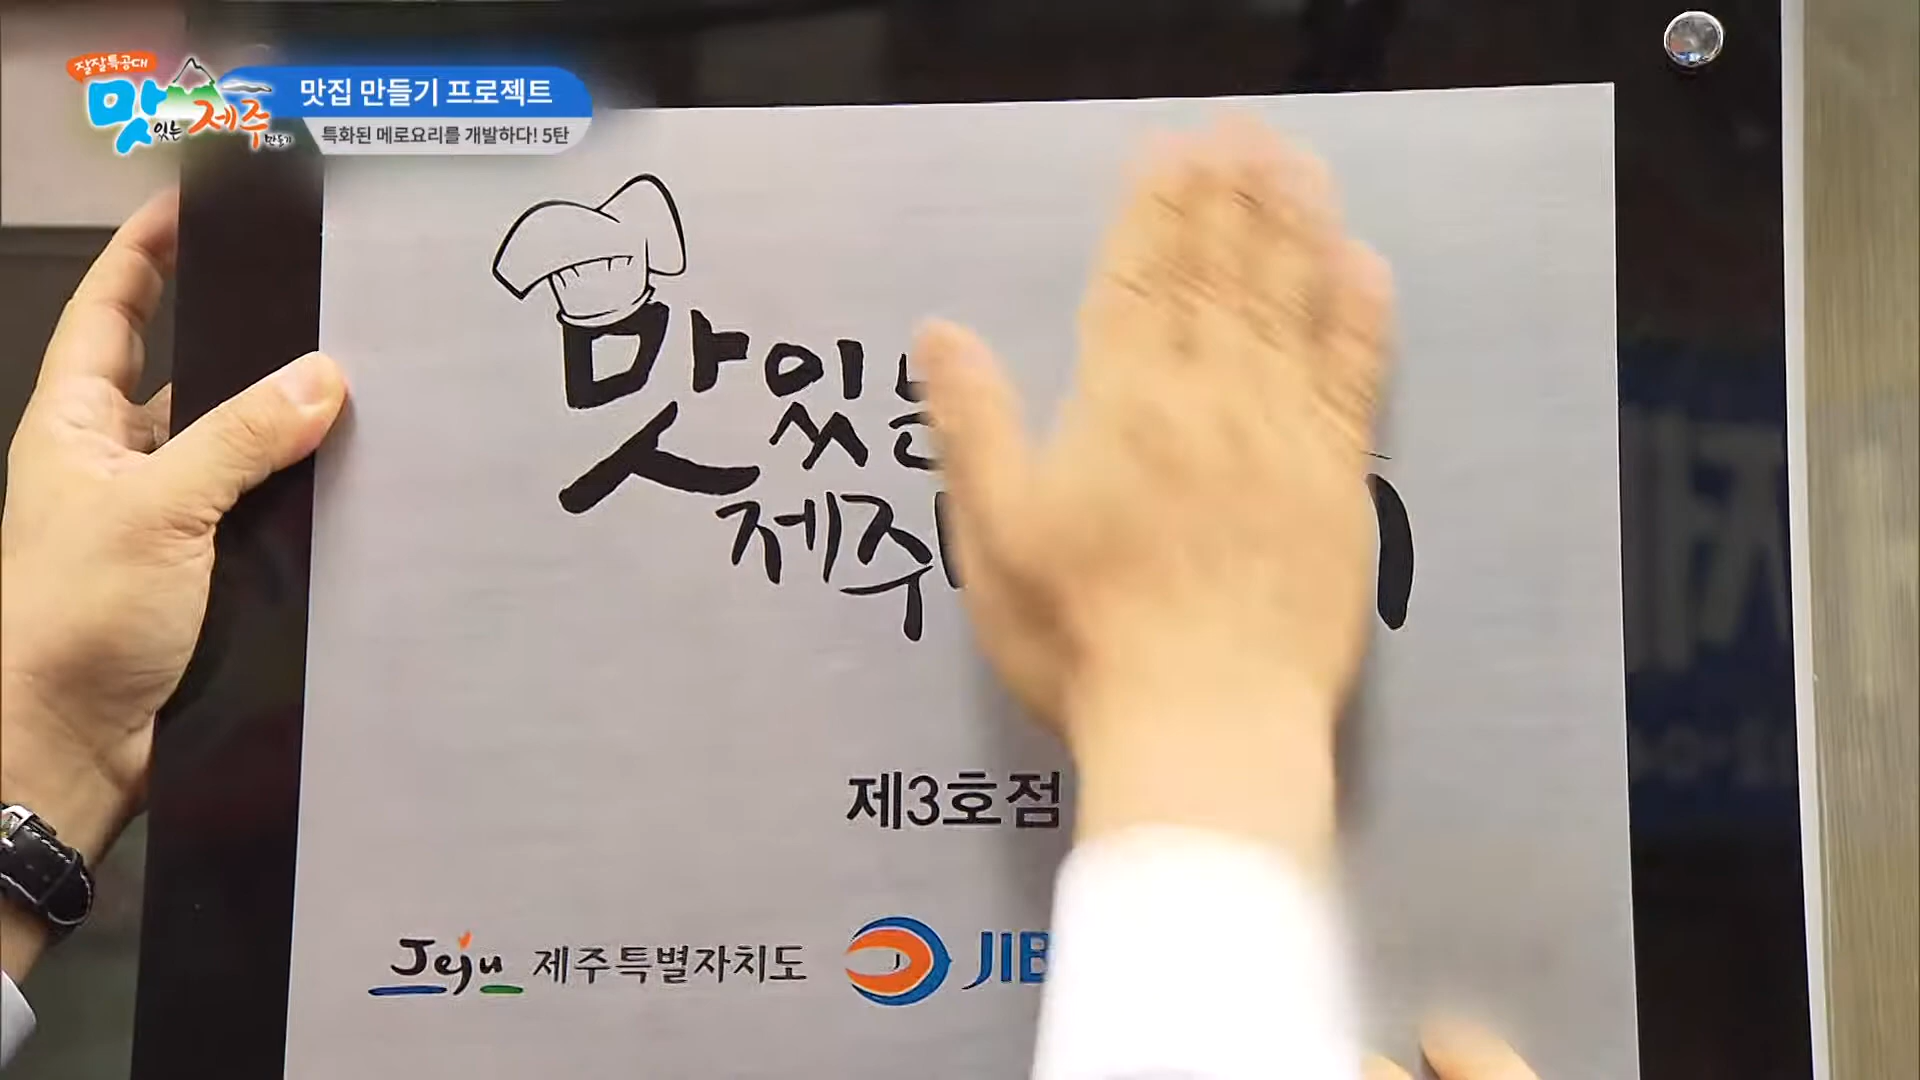 잘잘특공대
맛있는 제주 만들기
맛집 만들기 프로젝트
특화된 메로요리를 개발하다! 5탄
맛있는
제주
제3호점
Jeju 제주특별자치도
JIB